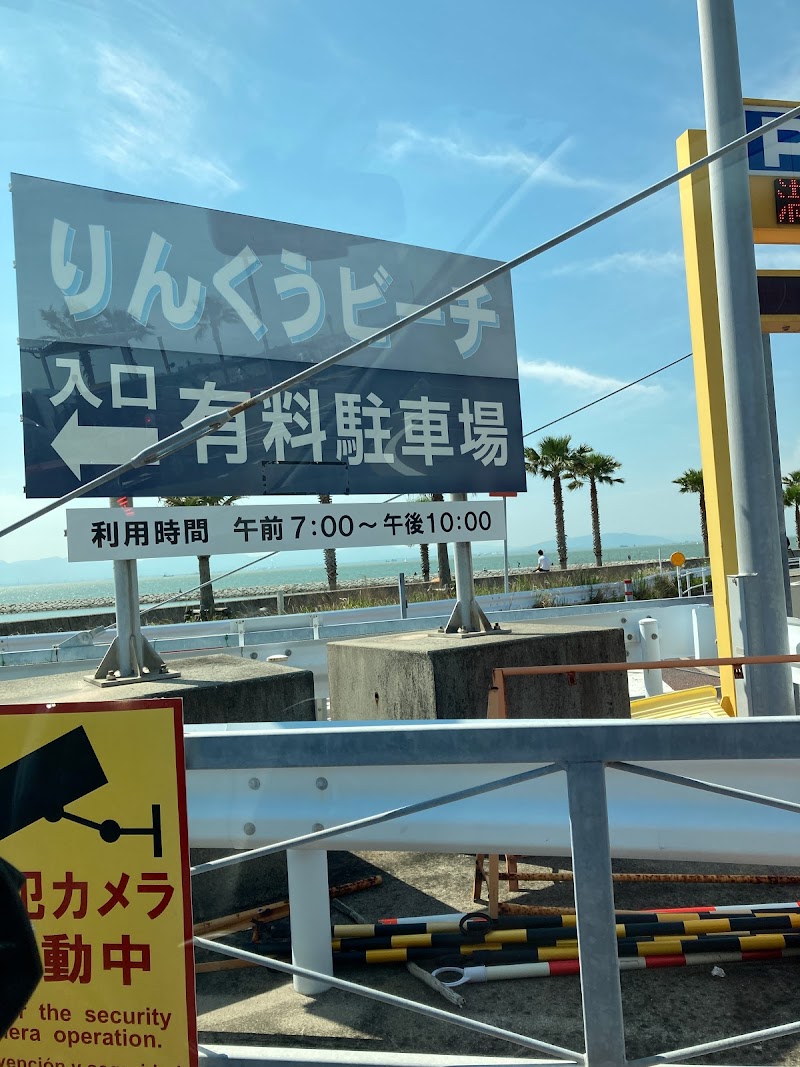 りんくうビーチ
入口
有料駐車場
利用時間 午前7:00～午後10:00
P
犯カメラ
動中
the security
era operation.